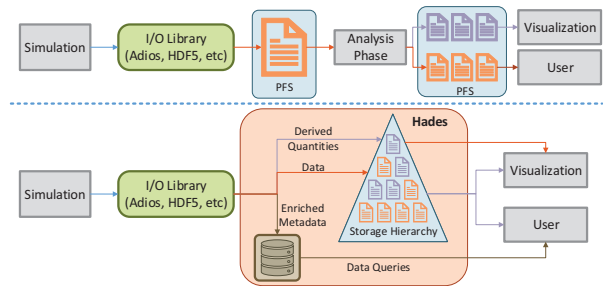 Simulation
I/O Library
(Adios, HDF5, etc)
PFS
Analysis
Phase
PFS
Visualization
User
Hades
Derived
Quantities
Data
Enriched
Metadata
Simulation
I/O Library
(Adios, HDF5, etc)
Storage Hierarchy
Data Queries
Visualization
User